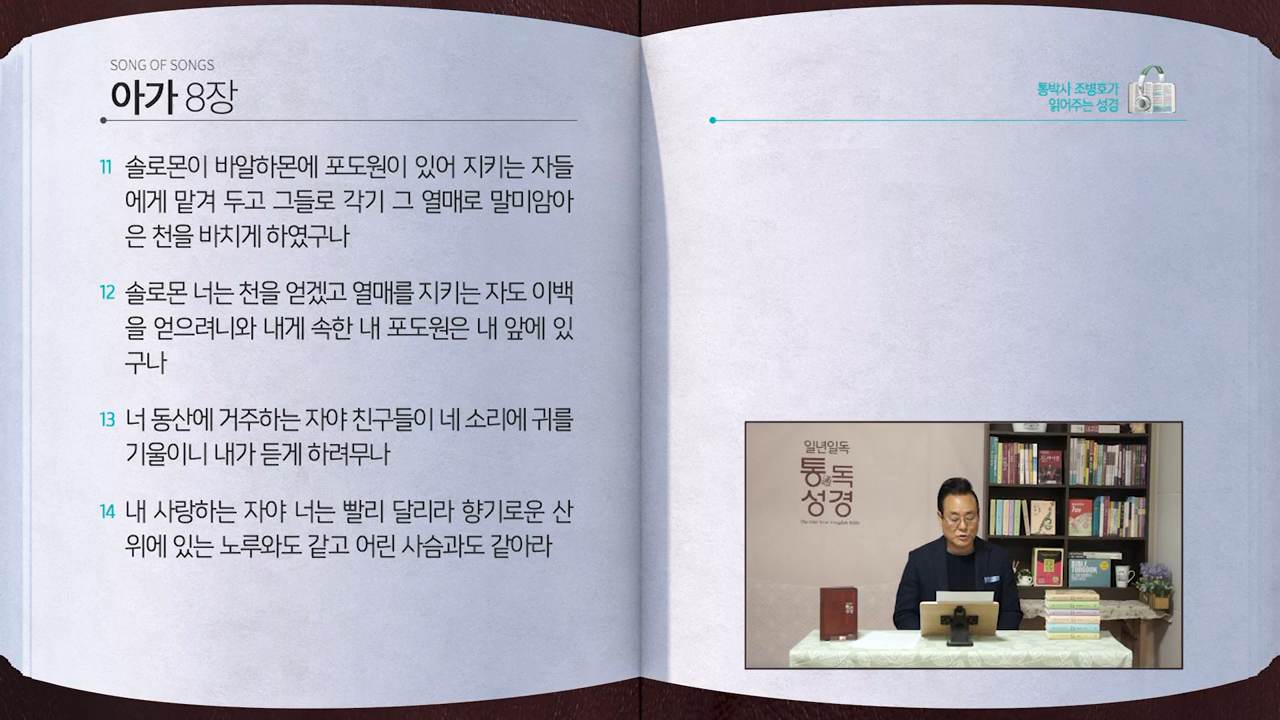 SONG OF SONGS
아가 8장
11 솔로몬이 바알하몬에 포도원이 있어 지키는 자들
에게 맡겨 두고 그들로 각기 그 열매로 말미암아
은 천을 바치게 하였구나
12 솔로몬 너는 천을 얻겠고 열매를 지키는 자도 이백
을 얻으려니와 내게 속한 내 포도원은 내 앞에 있
구나
13 너 동산에 거주하는 자야 친구들이 네 소리에 귀를
기울이니 내가 듣게 하려무나
14 내 사랑하는 자야 너는 빨리 달리라 향기로운 산
위에 있는 노루와도 같고 어린 사슴과도 같아라
통박사 조병호가
읽어주는 성경
일년일독
통독
성경
The One Year Tongdok Bible
BIBLE
TONGDOK